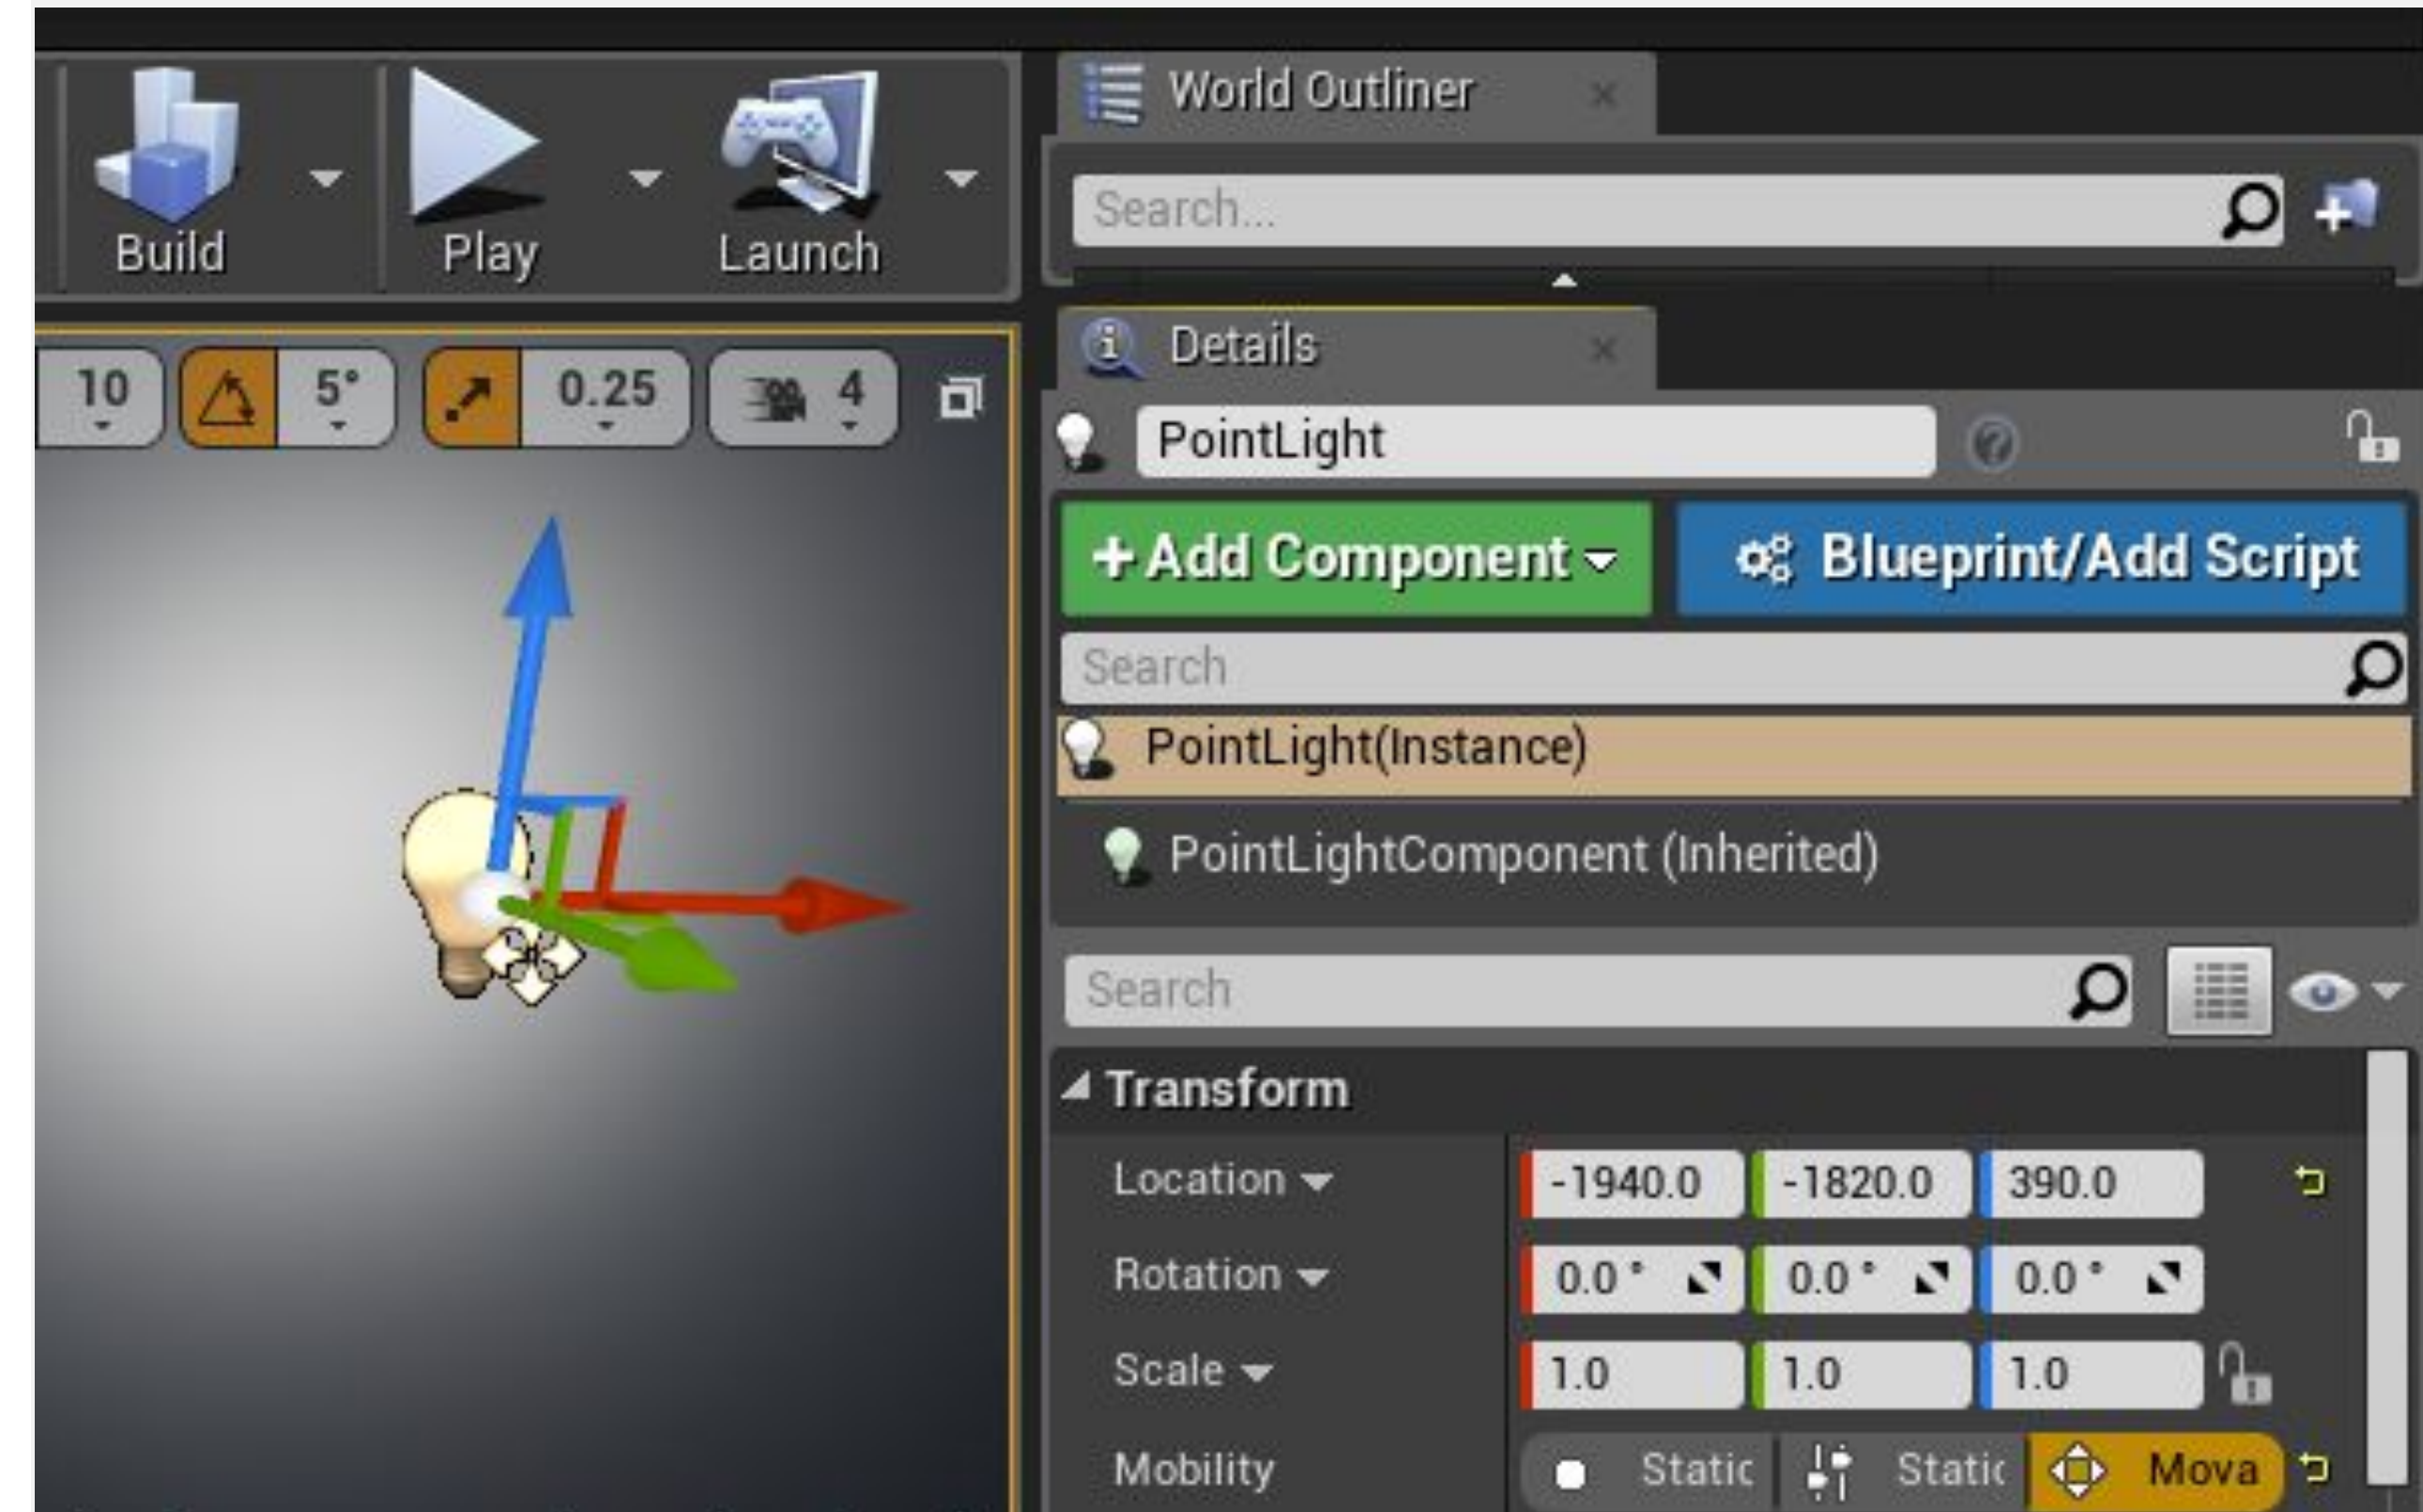 World Outliner
Search...
Build
Play
Launch
10
5°
0.25
4
Details
PointLight
+Add Component
Blueprint/Add Script
Search
PointLight(Instance)
PointLightComponent (Inherited)
Search
Transform
Location -1940.0 -1820.0 390.0
Rotation 0.0 ° 0.0 ° 0.0 °
Scale 1.0 1.0 1.0
Mobility Static Static Mova